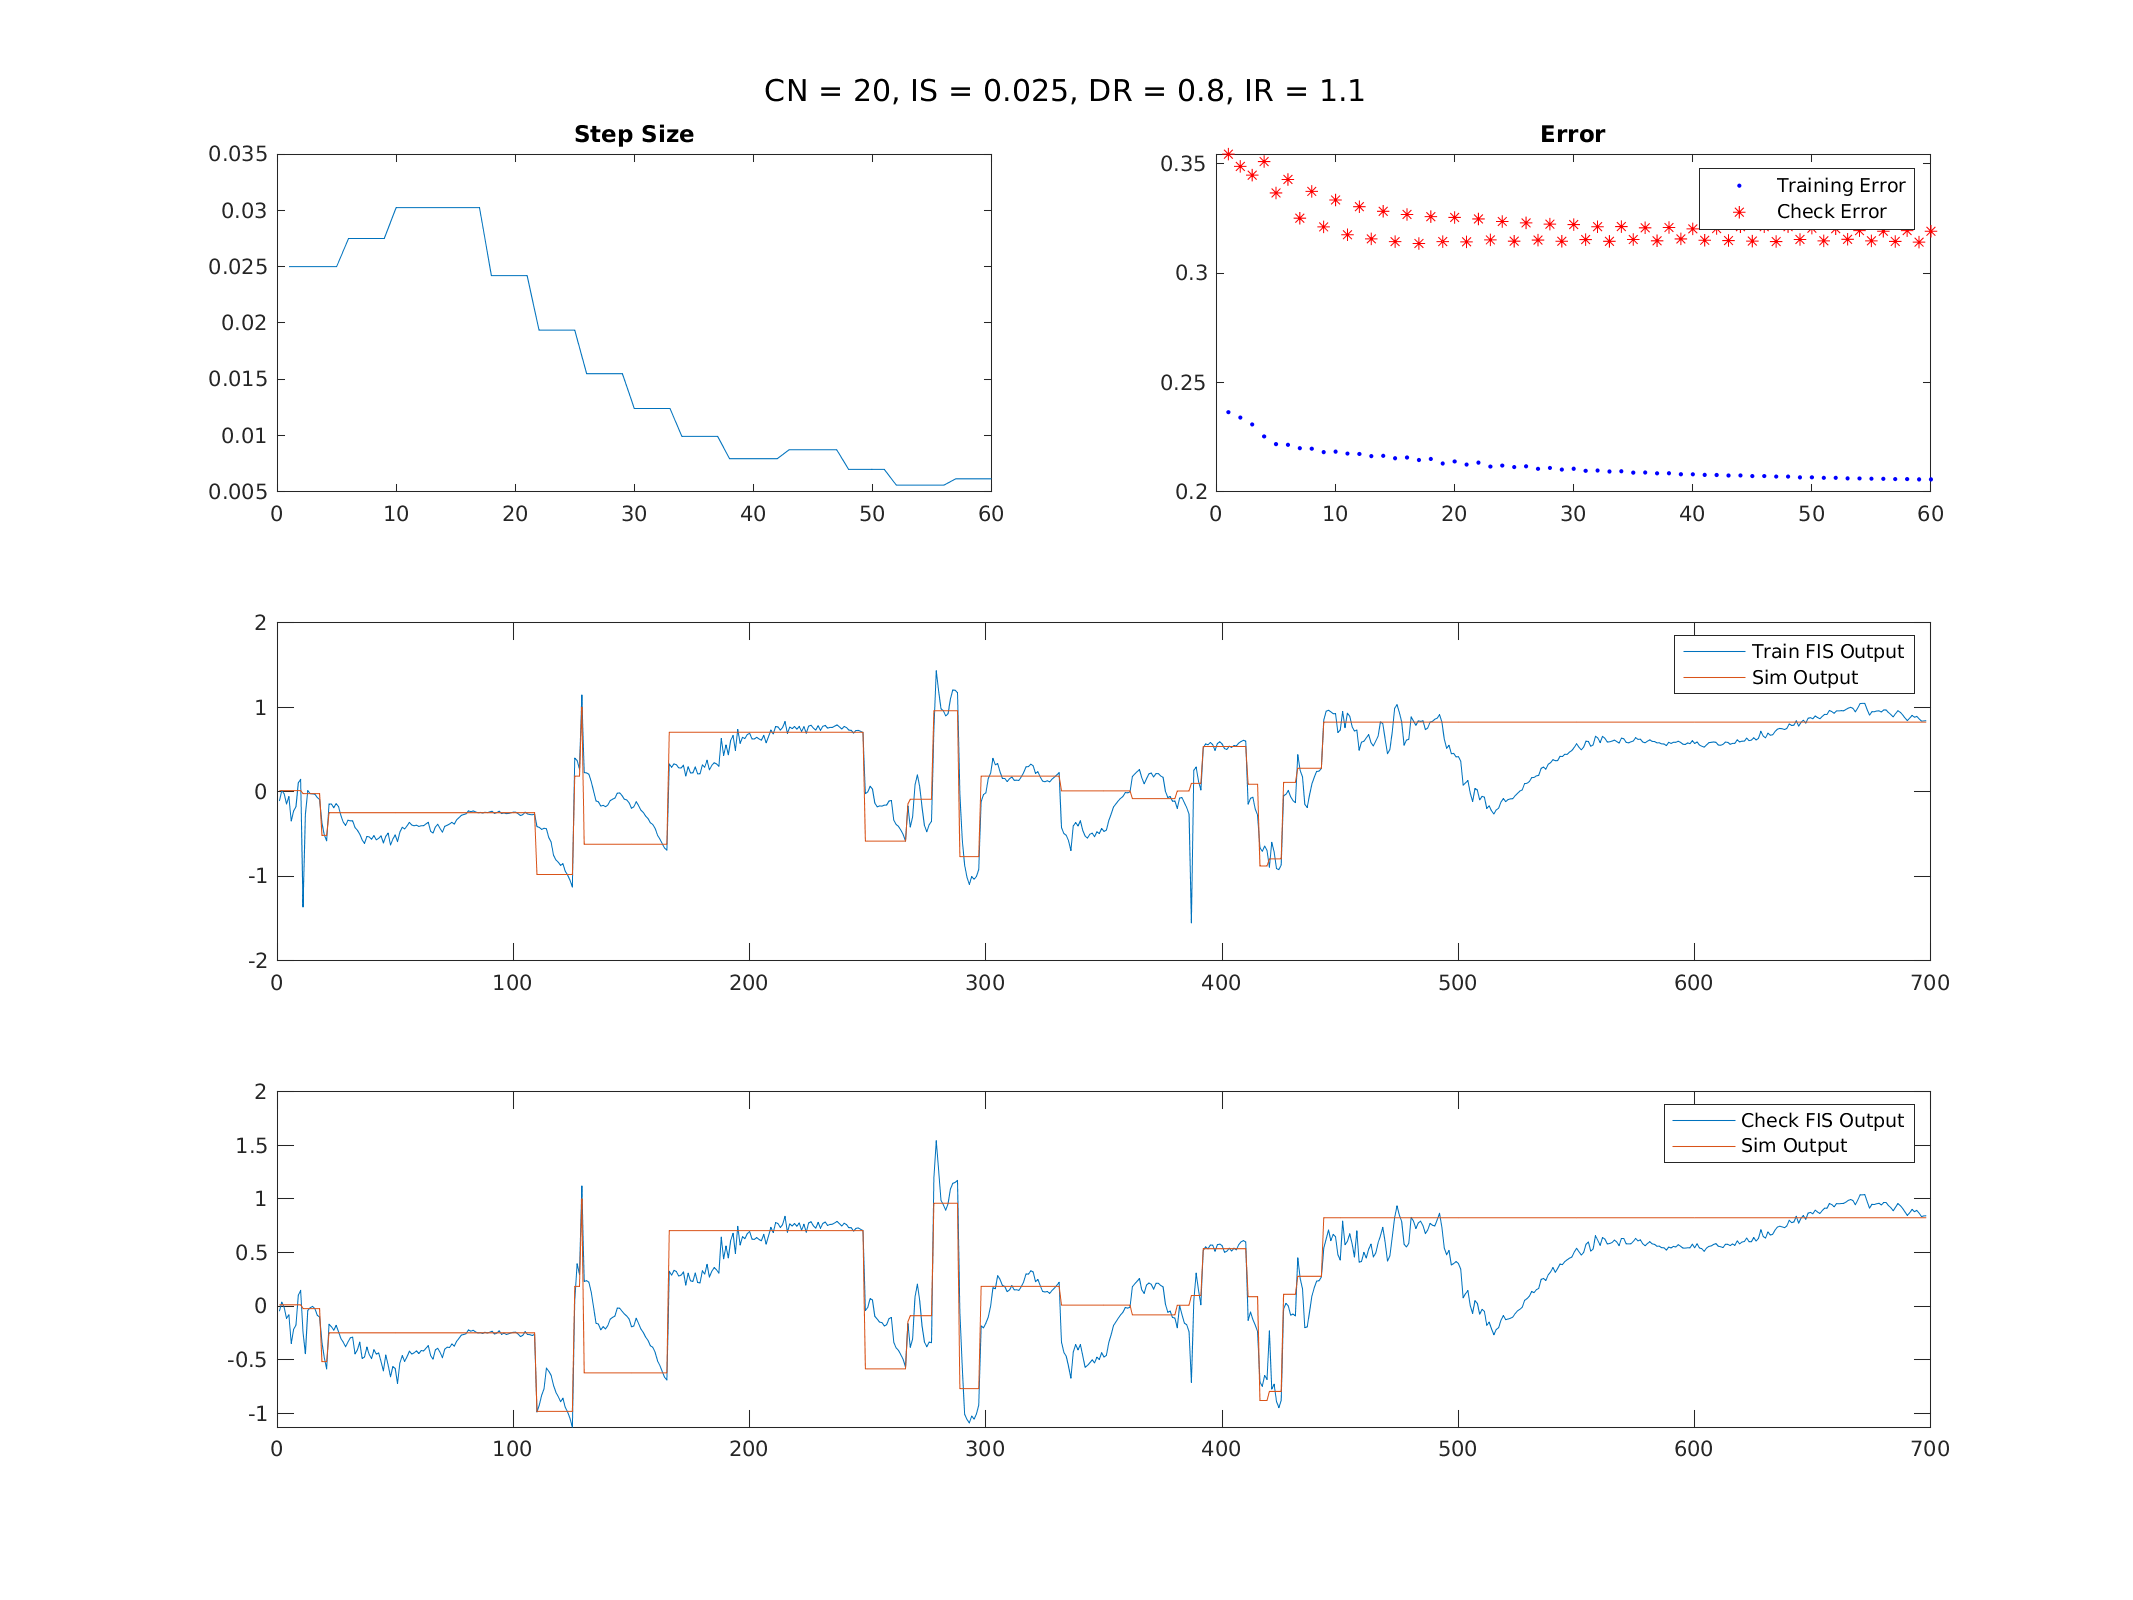 CN = 20, IS = 0.025, DR = 0.8, IR = 1.1
Step Size
0.035
0.03
0.025
0.02
0.015
0.01
0.005
0 10 20 30 40 50 60
Error
0.35
0.3
0.25
0.2
0 10 20 30 40 50 60
Training Error
Check Error
2
1
0
-1
-2
0 100 200 300 400 500 600 700
Train FIS Output
Sim Output
2
1.5
1
0.5
0
-0.5
-1
0 100 200 300 400 500 600 700
Check FIS Output
Sim Output